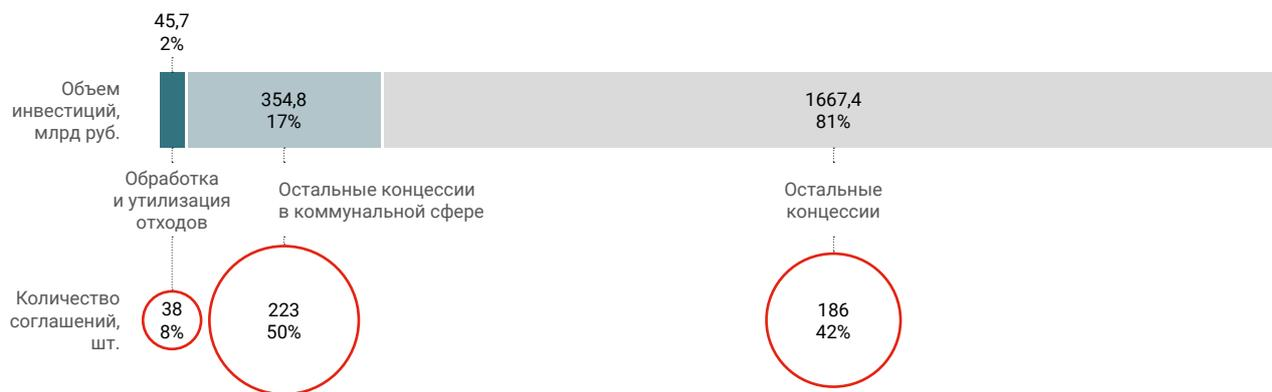 45,7
2%
Объем
инвестиций,
млрд руб.
354,8
17%
1667,4
81%
Обработка
и утилизация
отходов
Остальные концессии
в коммунальной сфере
Остальные
концессии
Количество
соглашений,
шт.
38
8%
223
50%
186
42%